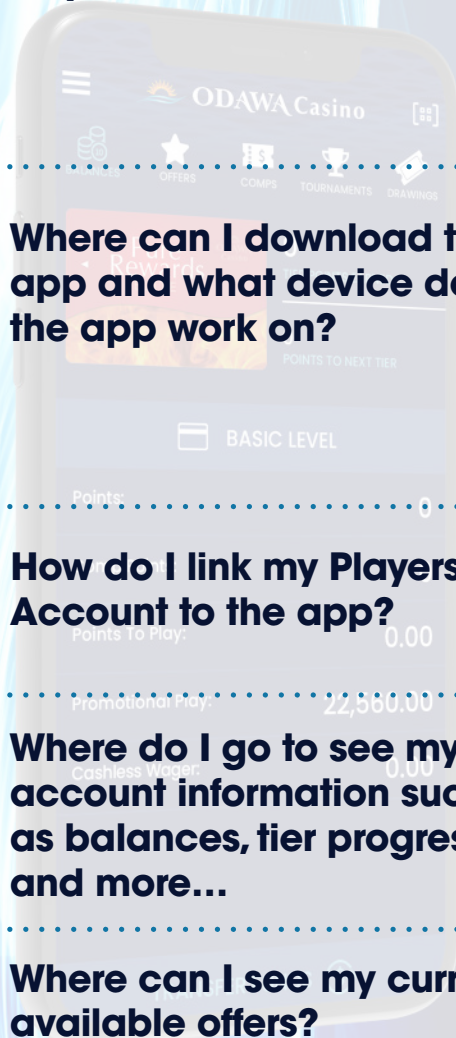 ODAWA Casino
BALANCES OFFERS COMPS TOURNAMENTS DRAWINGS
Where can I download t
app and what device do
the app work on?
Pure
Rewards
POINTS TO NEXT TIER
BASIC LEVEL
Points: 0
How do I link my Players
Account to the app?
Points To Play: 0.00
Promotional Play: 22,560.00
Where do I go to see my
Cashless Wager: 0.00
account information suc
as balances, tier progres
and more...
Where can I see my curr
available offers?